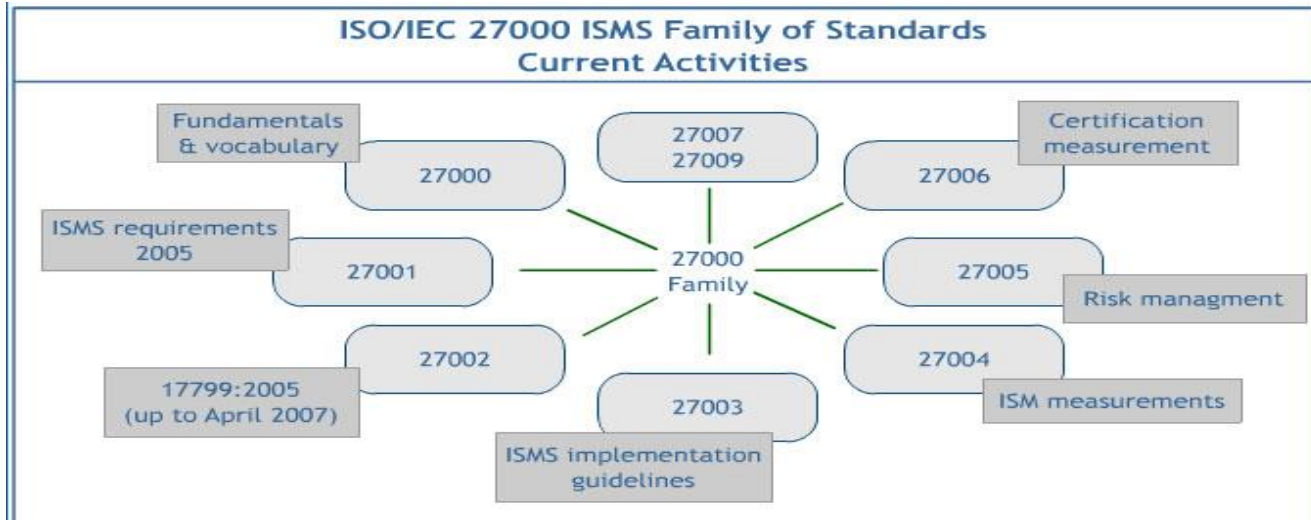 ISO/IEC 27000 ISMS Family of Standards
Current Activities
Fundamentals
& vocabulary
27000
27007
27009
Certification
measurement
27006
ISMS requirements
2005
27001
27000
Family
27005
Risk managment
27002
17799:2005
(up to April 2007)
27003
ISMS implementation
guidelines
27004
ISM measurements